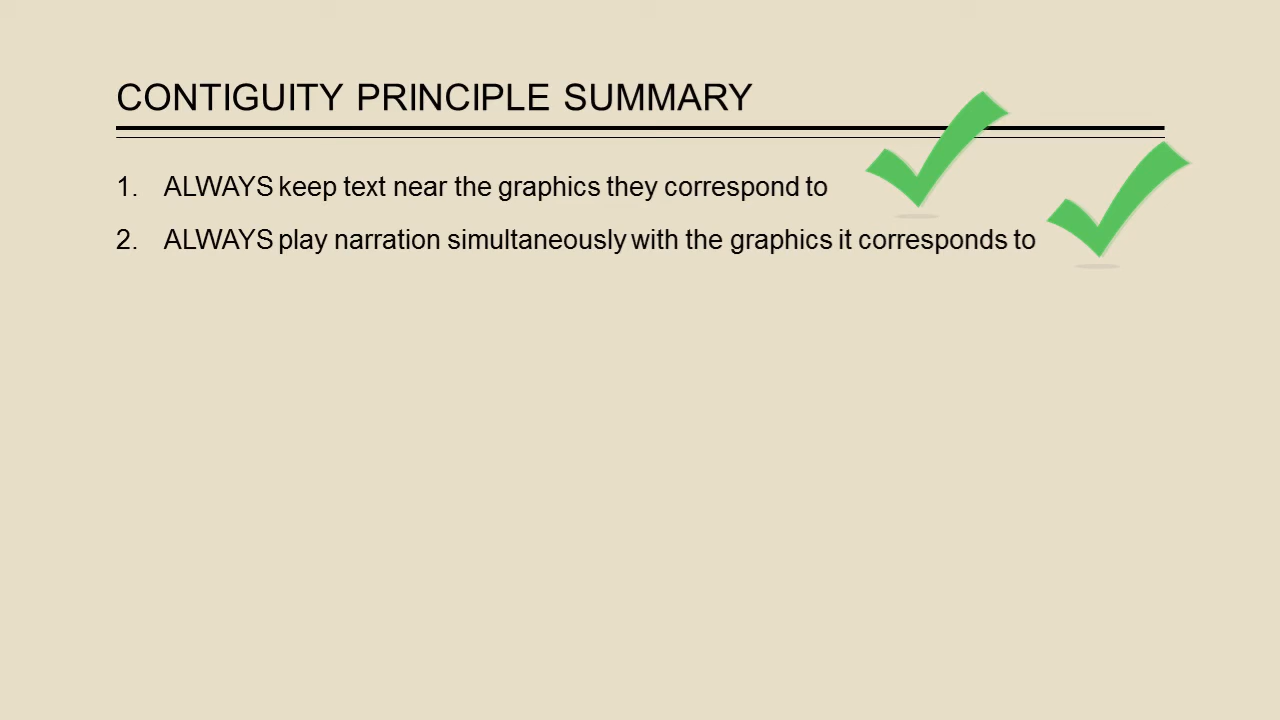 CONTIGUITY PRINCIPLE SUMMARY
1. ALWAYS keep text near the graphics they correspond to
2. ALWAYS play narration simultaneously with the graphics it corresponds to